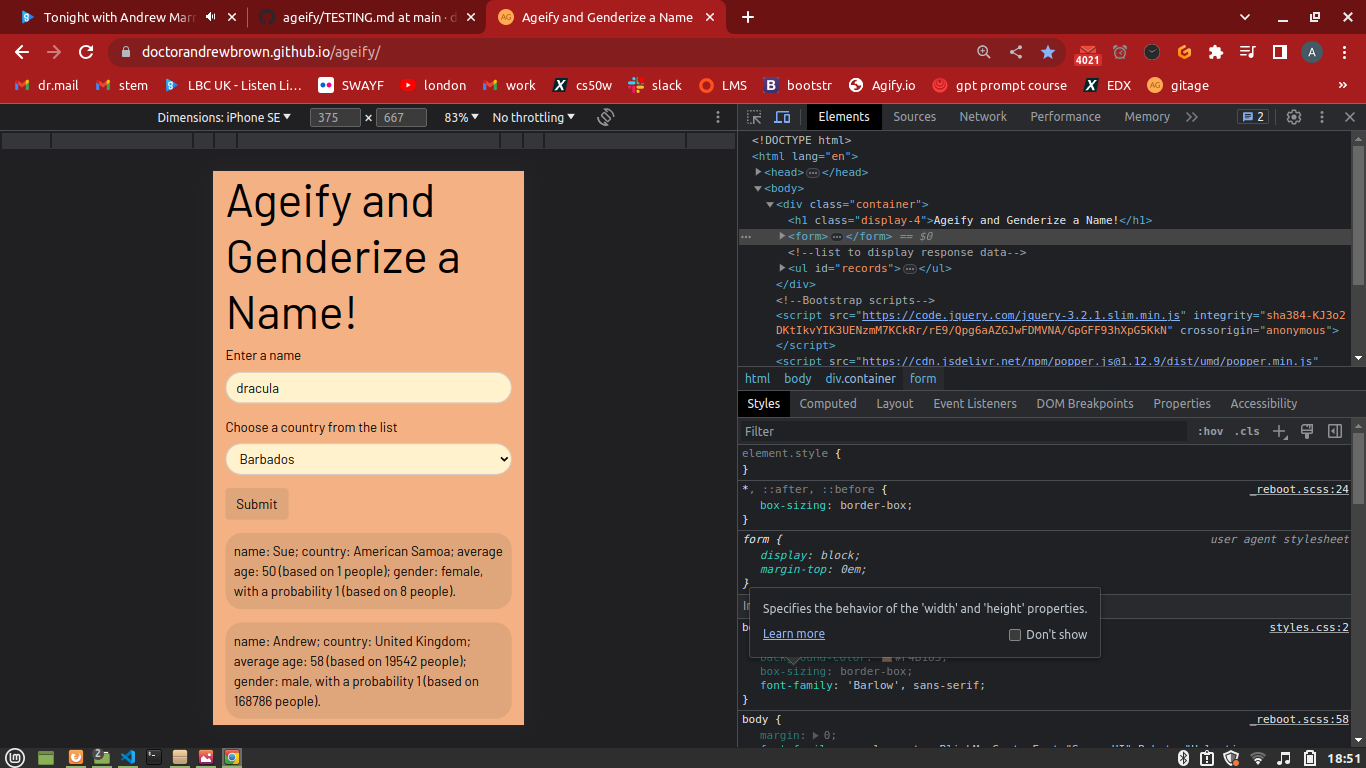 Tonight with Andrew Marr
ageify/TESTING.md at main · d
AG Ageify and Genderize a Name
doctorandrewbrown.github.io/ageify/
4021
A
dr.mail
stem
LBC UK - Listen Li…
SWAYF
london
work
cs50w
slack
LMS
bootstr
Agify.io
gpt prompt course
EDX
AG gitage
»
Dimensions: iPhone SE
375 × 667
83%
No throttling
Elements Sources Network Performance Memory
2
<!DOCTYPE html>
<html lang="en">
<head>…</head>
<body>
<div class="container">
<h1 class="display-4">Ageify and Genderize a Name!</h1>
<form>…</form> == $0
<!--list to display response data-->
<ul id="records">…</ul>
</div>
<!--Bootstrap scripts-->
<script src="https://code.jquery.com/jquery-3.2.1.slim.min.js" integrity="sha384-KJ3o2
DKtIkvYIK3UENzmM7KCkRr/rE9/Qpg6aAZGJwFDMVNA/GpGFF93hXpG5KkN" crossorigin="anonymous">
</script>
<script src="https://cdn.jsdelivr.net/npm/popper.js@1.12.9/dist/umd/popper.min.js"
html body div.container form
Styles Computed Layout Event Listeners DOM Breakpoints Properties Accessibility
Filter
:hov .cls
element.style {
}
*, ::after, ::before {
_reboot.scss:24
box-sizing: border-box;
}
form {
user agent stylesheet
display: block;
margin-top: 0em;
}
Specifies the behavior of the 'width' and 'height' properties.
Learn more
Don't show
styles.css:2
box-sizing: border-box;
font-family: 'Barlow', sans-serif;
}
body {
_reboot.scss:58
margin: 0;
Ageify and
Genderize a
Name!
Enter a name
dracula
Choose a country from the list
Barbados
Submit
name: Sue; country: American Samoa; average
age: 50 (based on 1 people); gender: female,
with a probability 1 (based on 8 people).
name: Andrew; country: United Kingdom;
average age: 58 (based on 19542 people);
gender: male, with a probability 1 (based on
168786 people).
2
18:51